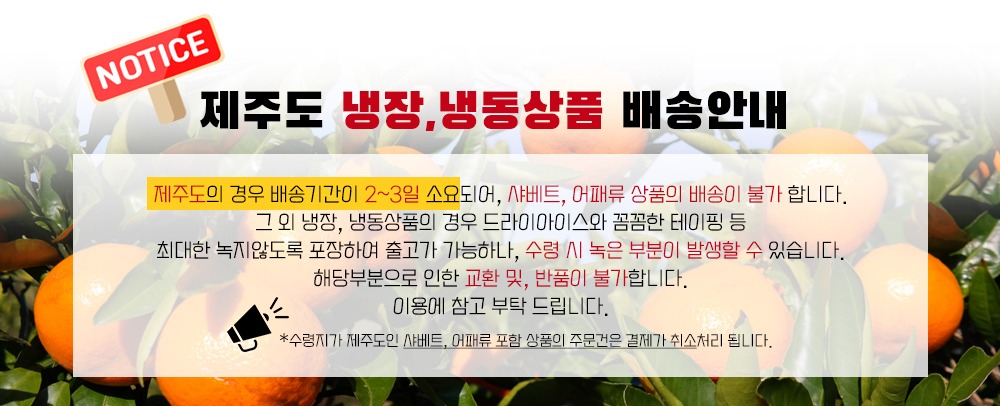 NOTICE
제주도 냉장,냉동상품 배송안내
제주도의 경우 배송기간이 2~3일 소요되어, 샤베트, 어패류 상품의 배송이 불가 합니다.
그 외 냉장, 냉동상품의 경우 드라이아이스와 꼼꼼한 테이핑 등
최대한 녹지않도록 포장하여 출고가 가능하나, 수령 시 녹은 부분이 발생할 수 있습니다.
해당부분으로 인한 교환 및, 반품이 불가합니다.
이용에 참고 부탁 드립니다.
*수령지가 제주도인 샤베트, 어패류 포함 상품의 주문건은 결제가 취소처리 됩니다.